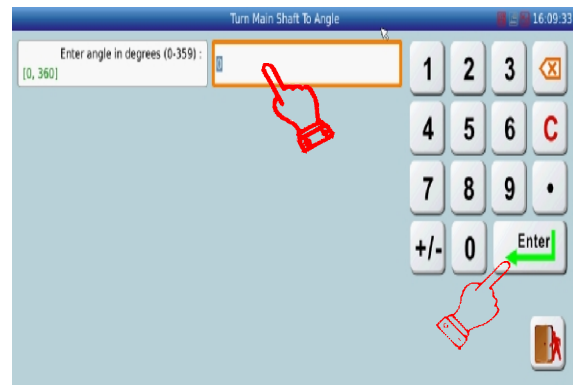 Turn Main Shaft To Angle
16:09:33
Enter angle in degrees (0-359) :
[0, 360]
0
1 2 3
4 5 6 C
7 8 9 .
+/- 0 Enter